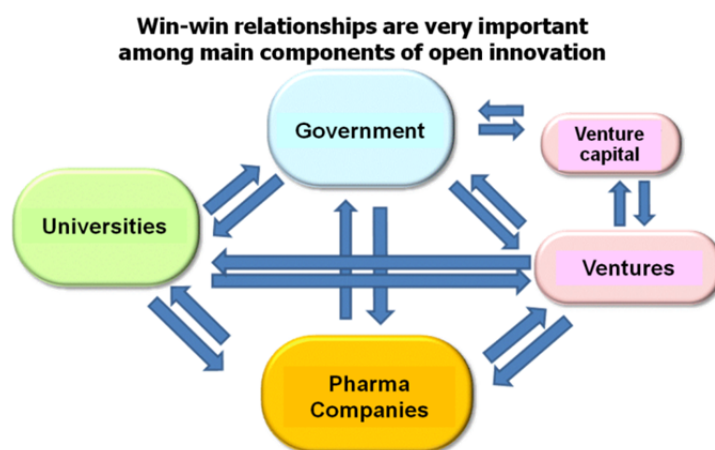 Win-win relationships are very important
among main components of open innovation
Government
Venture
capital
Universities
Ventures
Pharma
Companies